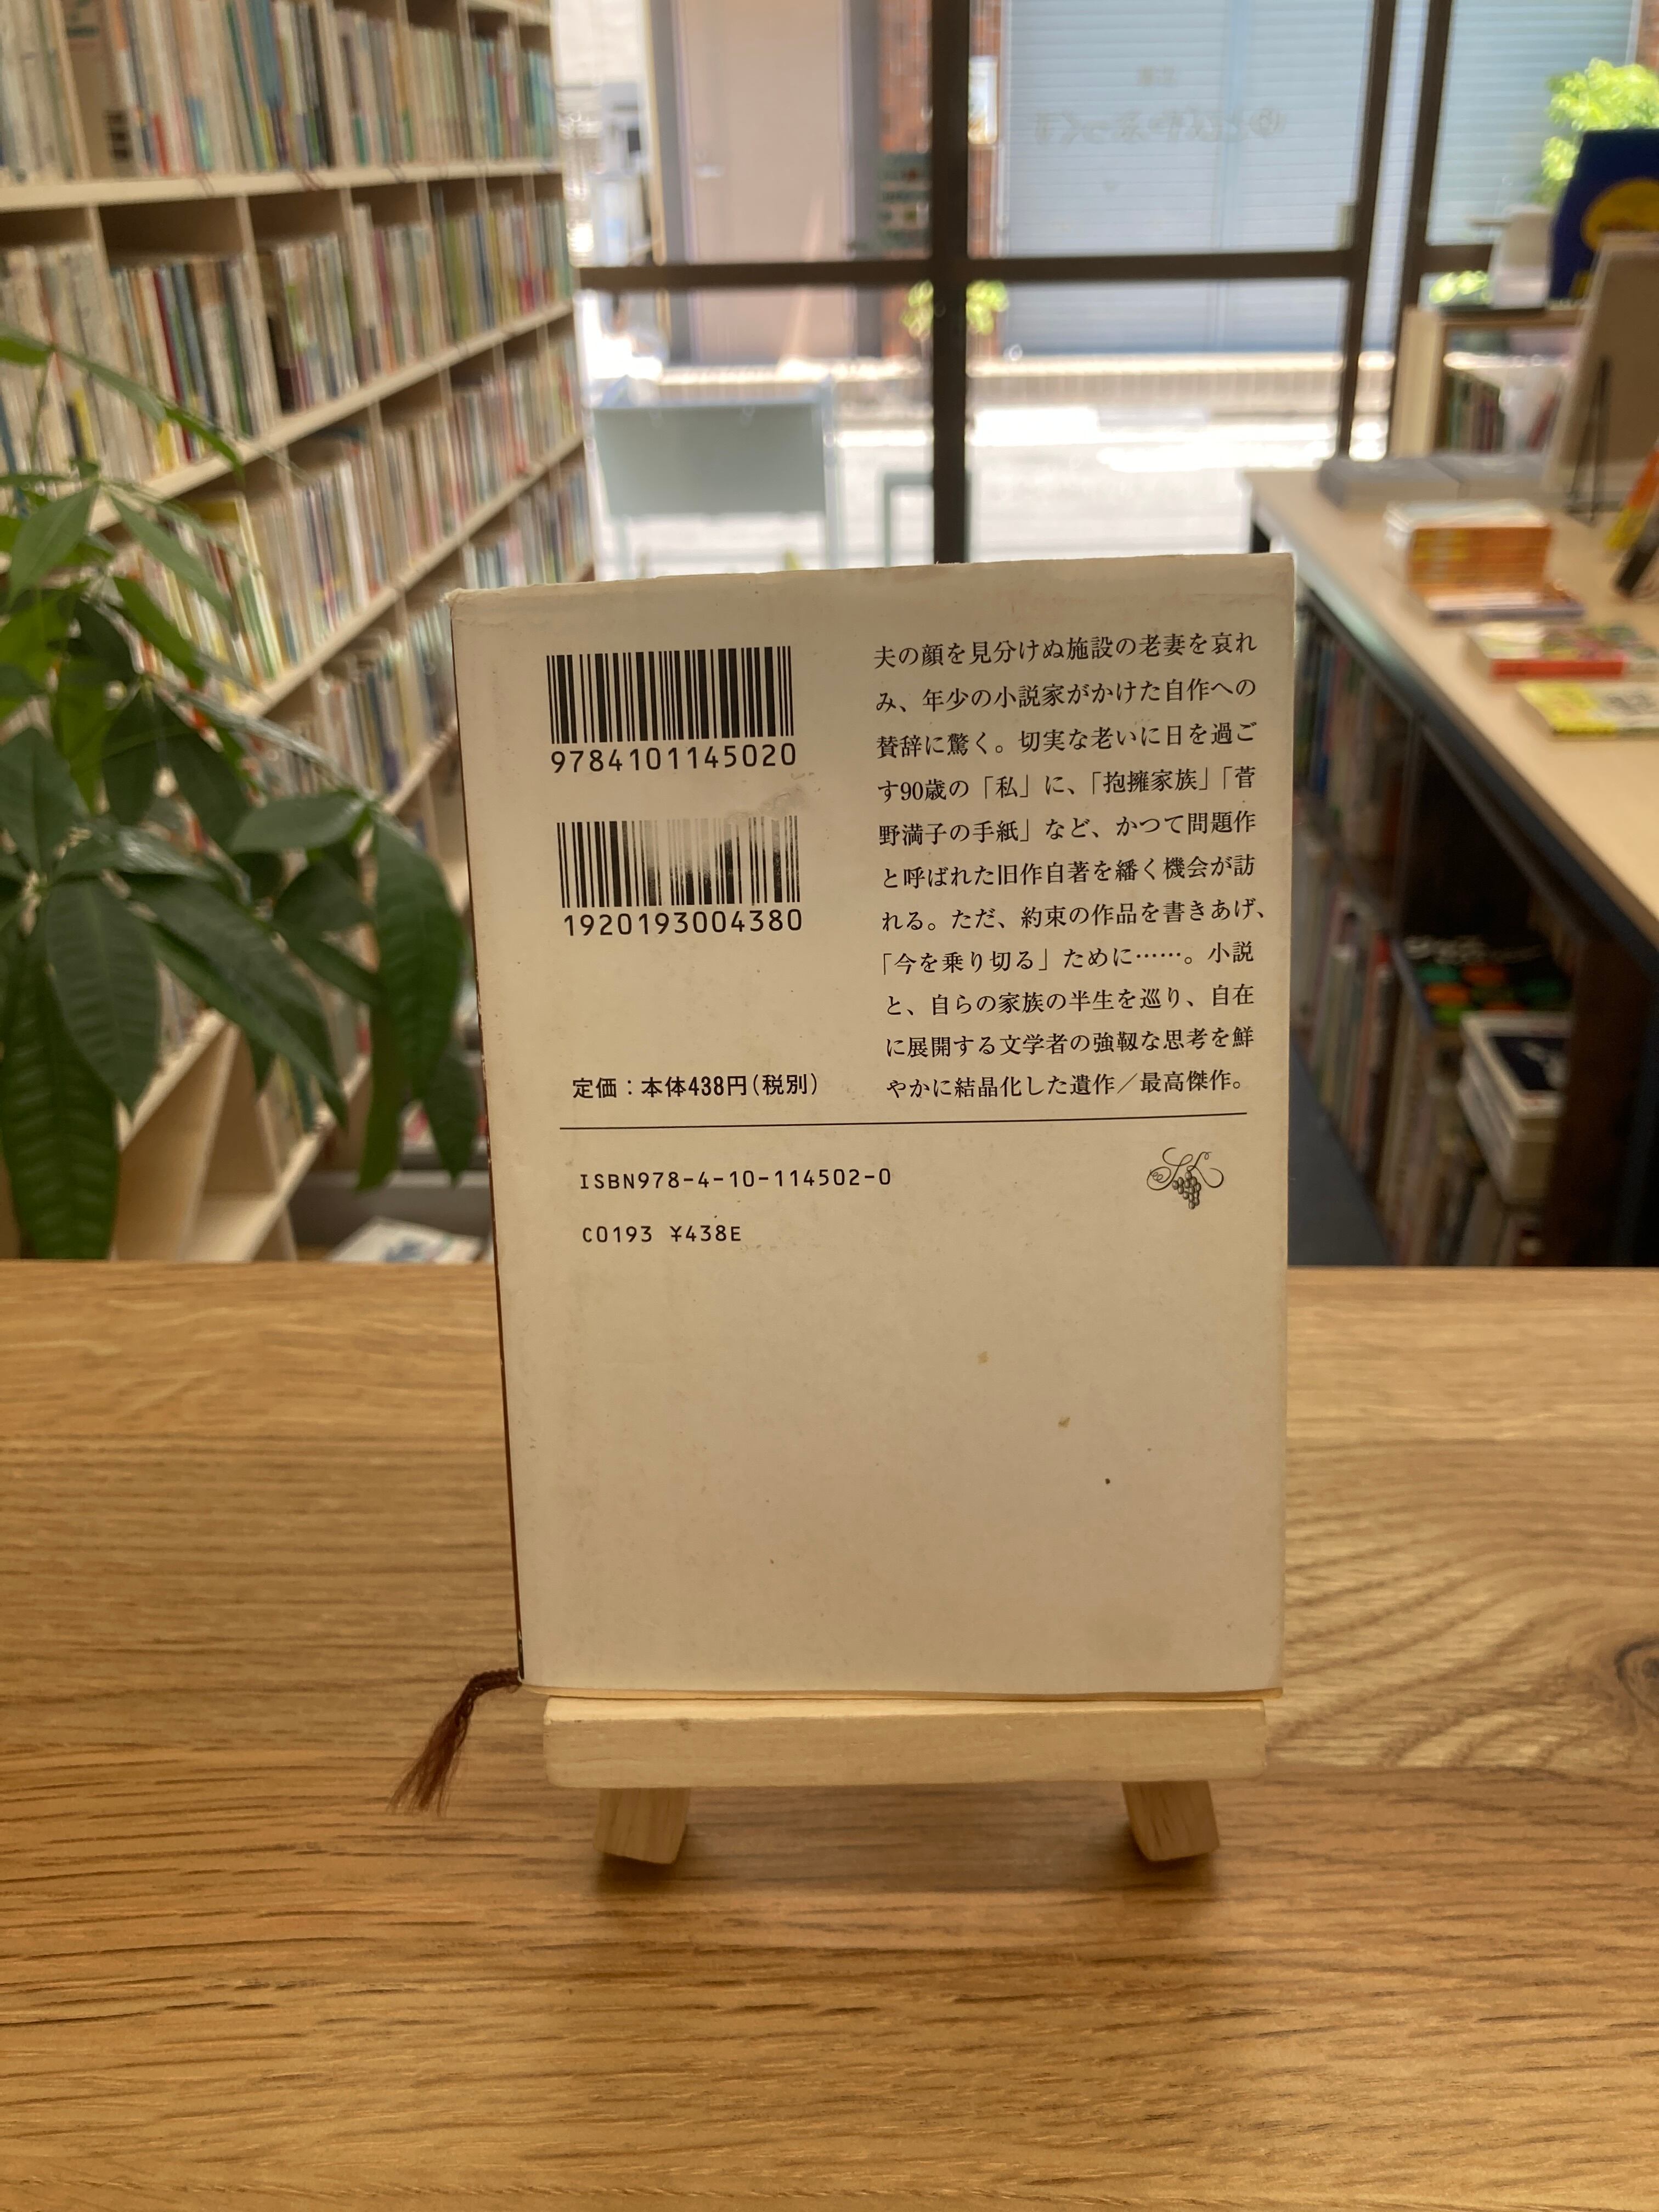 9784101145020
1920193004380
定価：本体438円(税別)
夫の顔を見分けぬ施設の老妻を哀れ
み、年少の小説家がかけた自作への
賛辞に驚く。切実な老いに日を過ご
す90歳の「私」に、「抱擁家族」「菅
野満子の手紙」など、かつて問題作
と呼ばれた旧作自著を繙く機会が訪
れる。ただ、約束の作品を書きあげ、
「今を乗り切る」ために……。小説
と、自らの家族の半生を巡り、自在
に展開する文学者の強靱な思考を鮮
やかに結晶化した遺作／最高傑作。
ISBN978-4-10-114502-0
C0193 ¥438E